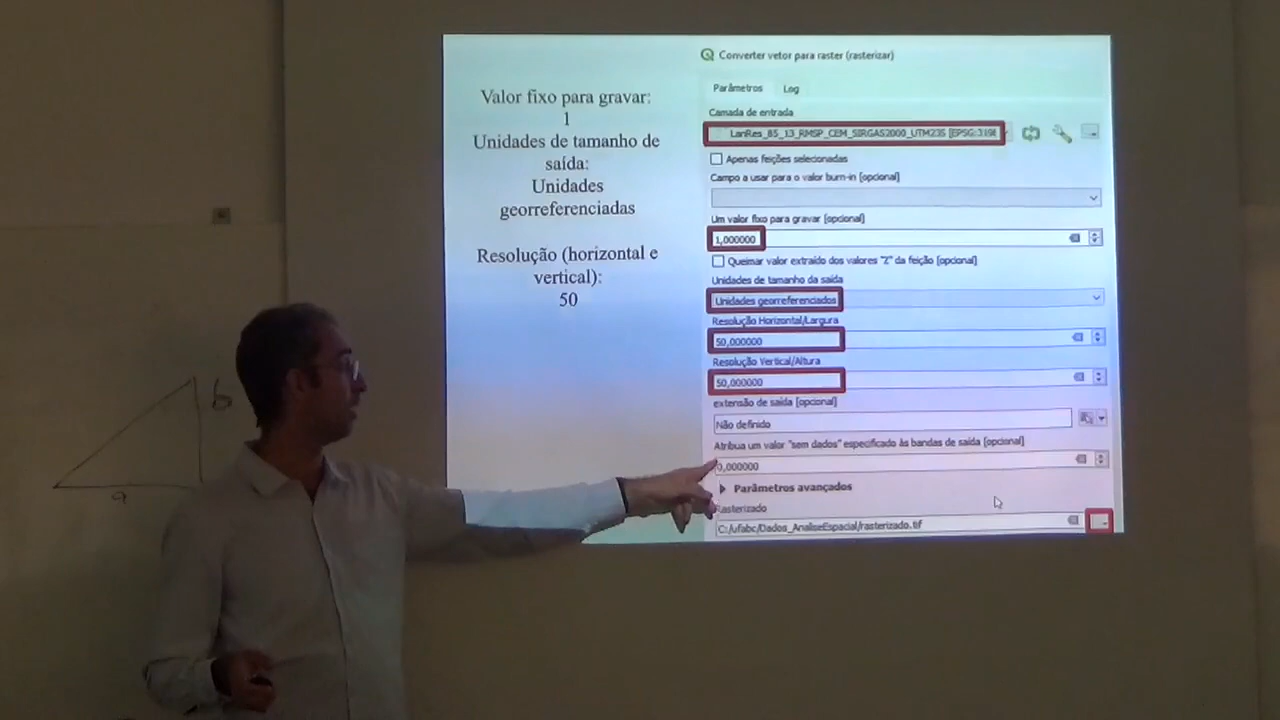 Valor fixo para gravar:
1
Unidades de tamanho de
saída:
Unidades
georreferenciadas
Resolução (horizontal e
vertical):
50
Converter vetor para raster (rasterizar)
Parâmetros Log
Camada de entrada
LanRes_85_13_RMSP_CEM_SIRGAS2000_UTM23S [EPSG:3198
Apenas feições selecionadas
Campo a usar para o valor burn-in [opcional]
Um valor fixo para gravar [opcional]
1,000000
Queimar valor extraído dos valores "Z" da feição [opcional]
Unidades de tamanho da saída
Unidades georreferenciados
Resolução Horizontal/Largura
50,000000
Resolução Vertical/Altura
50,000000
extensão de saída [opcional]
Não definido
Atribua um valor "sem dados" especificado às bandas de saída [opcional]
0,000000
Parâmetros avançados
Rasterizado
C:/ufabc/Dados_AnaliseEspacial/rasterizado.tif
b
a